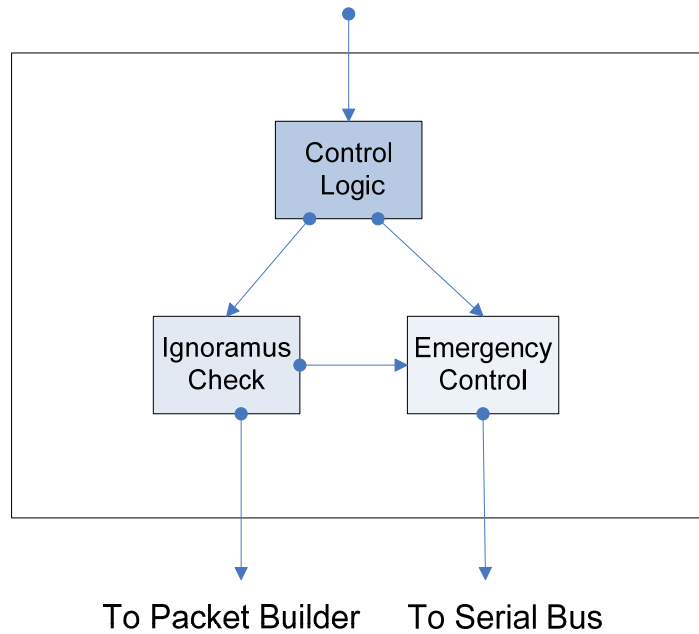 Control
Logic
Ignoramus
Check
Emergency
Control
To Packet Builder
To Serial Bus